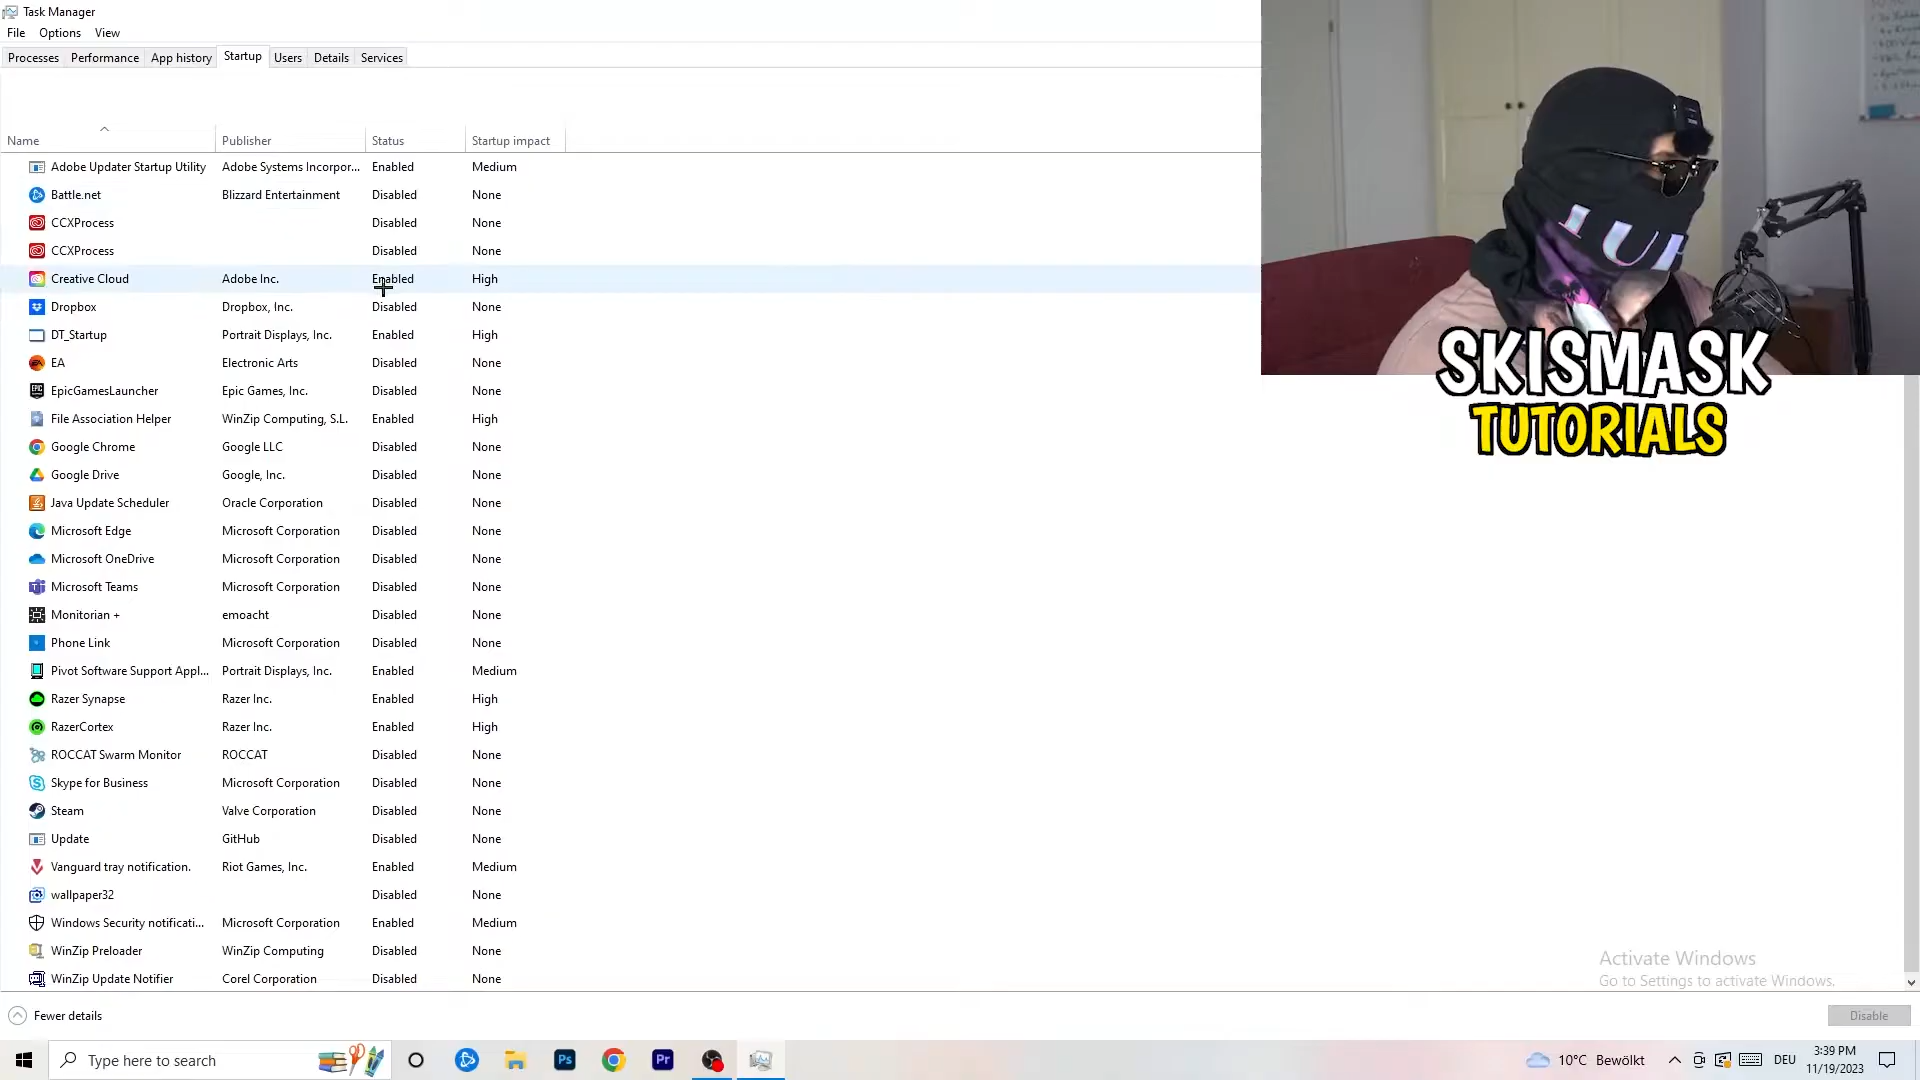 Task Manager
File Options View
Processes Performance App history Startup Users Details Services
Name Publisher Status Startup impact
Adobe Updater Startup Utility Adobe Systems Incorpor... Enabled Medium
Battle.net Blizzard Entertainment Disabled None
CCXProcess Disabled None
CCXProcess Disabled None
Creative Cloud Adobe Inc. Enabled High
Dropbox Dropbox, Inc. Disabled None
DT_Startup Portrait Displays, Inc. Enabled High
EA Electronic Arts Disabled None
EpicGamesLauncher Epic Games, Inc. Disabled None
File Association Helper WinZip Computing, S.L. Enabled High
Google Chrome Google LLC Disabled None
Google Drive Google, Inc. Disabled None
Java Update Scheduler Oracle Corporation Disabled None
Microsoft Edge Microsoft Corporation Disabled None
Microsoft OneDrive Microsoft Corporation Disabled None
Microsoft Teams Microsoft Corporation Disabled None
Monitorian + emoacht Disabled None
Phone Link Microsoft Corporation Disabled None
Pivot Software Support Appl... Portrait Displays, Inc. Enabled Medium
Razer Synapse Razer Inc. Enabled High
RazerCortex Razer Inc. Enabled High
ROCCAT Swarm Monitor ROCCAT Disabled None
Skype for Business Microsoft Corporation Disabled None
Steam Valve Corporation Disabled None
Update GitHub Disabled None
Vanguard tray notification. Riot Games, Inc. Enabled Medium
wallpaper32 Disabled None
Windows Security notificati... Microsoft Corporation Enabled Medium
WinZip Preloader WinZip Computing Disabled None
WinZip Update Notifier Corel Corporation Disabled None
SKISMASK
TUTORIALS
Activate Windows
Go to Settings to activate Windows.
Fewer details
Disable
Type here to search
Ps
Pr
10°C Bewölkt
DEU
3:39 PM
11/19/2023